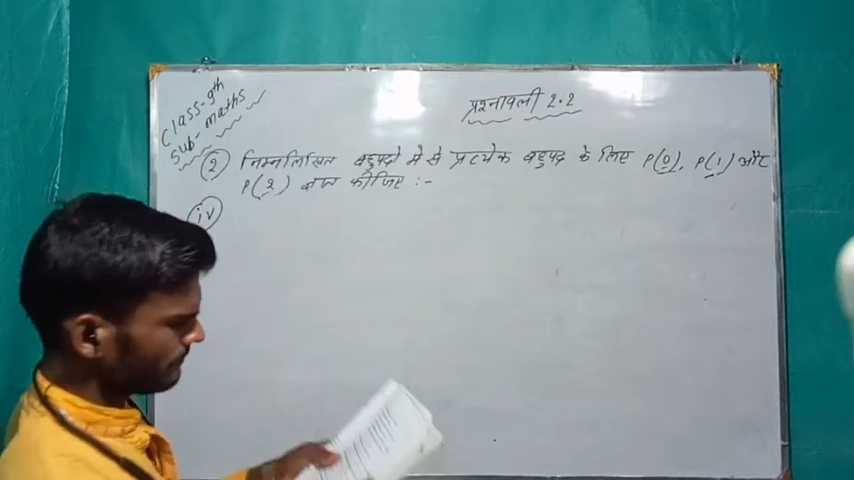 Class-9th
Sub-maths
प्रश्नावली 2.2
(2) निम्नलिखित बहुपदो मे से प्रत्येक बहुपद के लिए P(0), P(1) और
P(2) ज्ञात कीजिए :-
(iv)